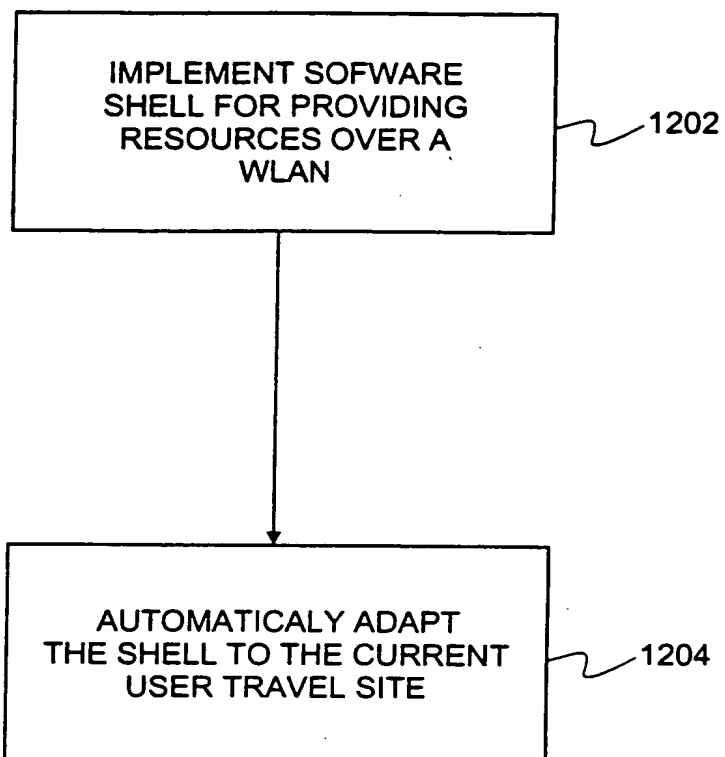 IMPLEMENT SOFWARE
SHELL FOR PROVIDING
RESOURCES OVER A
WLAN
1202
AUTOMATICALY ADAPT
THE SHELL TO THE CURRENT
USER TRAVEL SITE
1204